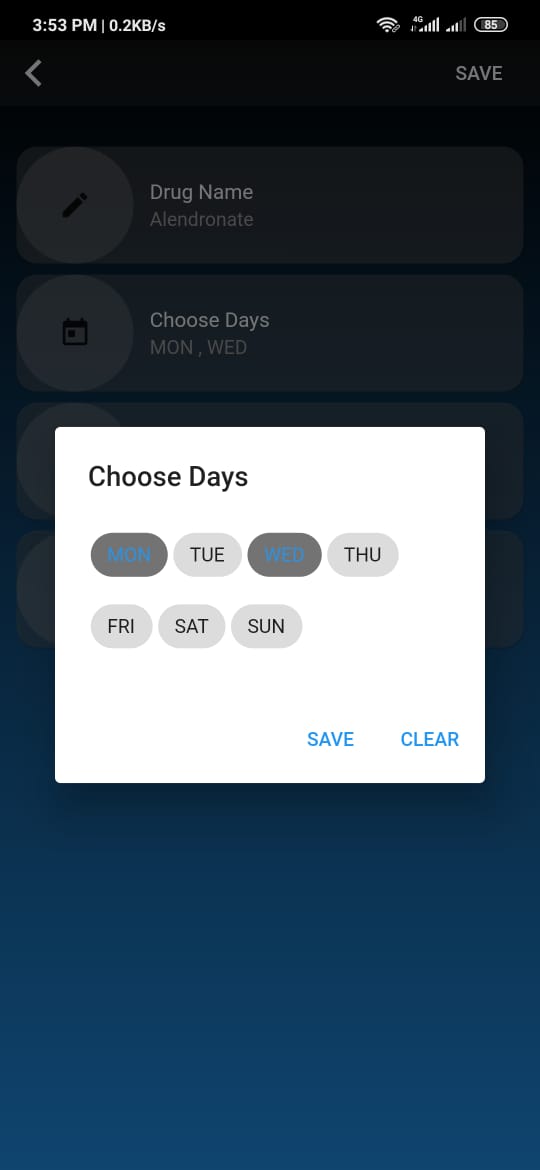 3:53 PM | 0.2KB/s 4G 85
SAVE
Drug Name
Alendronate
Choose Days
MON , WED
Choose Days
MON TUE WED THU
FRI SAT SUN
SAVE CLEAR